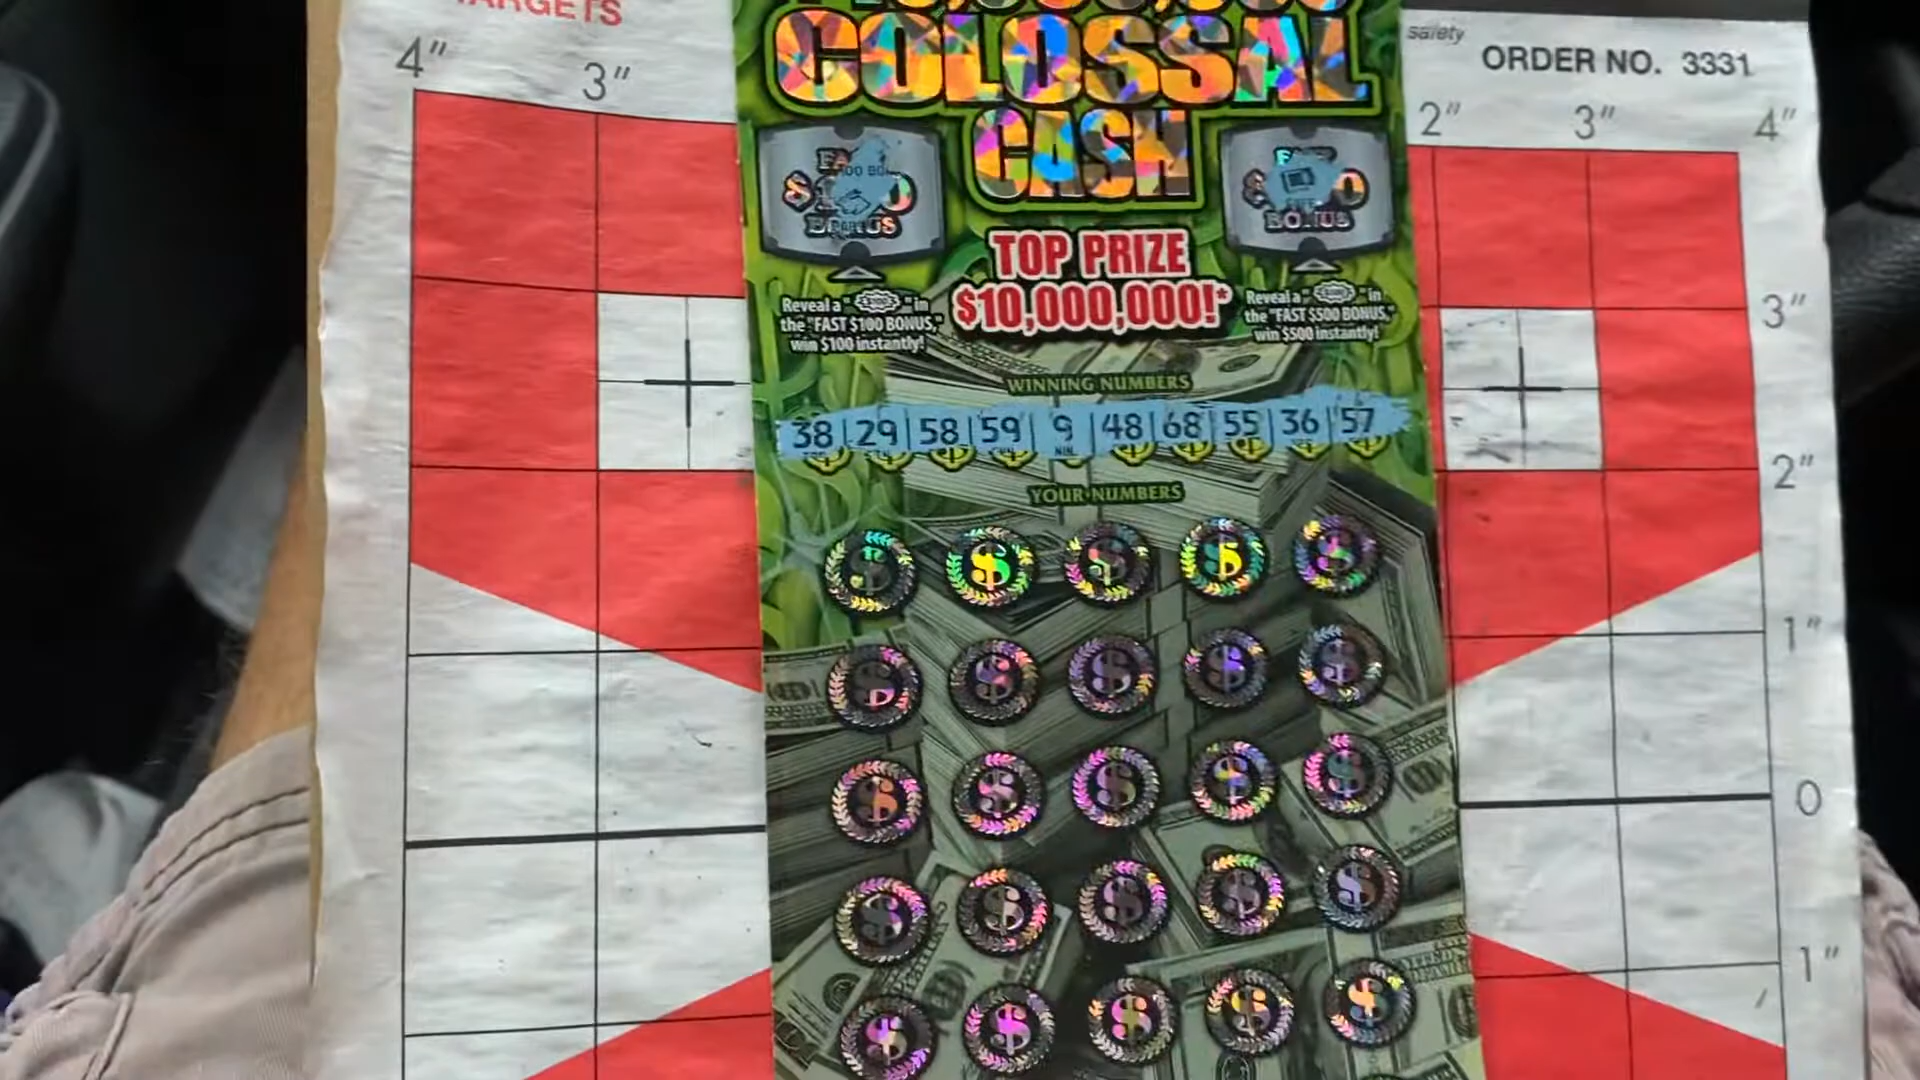 TARGETS
safety
ORDER NO. 3331
4" 3"
2" 3" 4"
COLOSSAL
CASH
BONUS
TOP PRIZE
$10,000,000!*
Reveal a " " in
the "FAST $100 BONUS,"
win $100 instantly!
Reveal a " " in
the "FAST $500 BONUS,"
win $500 instantly!
3"
WINNING NUMBERS
38 29 58 59 9 48 68 55 36 57
2"
YOUR NUMBERS
$ $ $ $ $
1"
$ $ $ $ $
$ $ $ $ $
0
$ $ $ $ $
1"
$ $ $ $ $